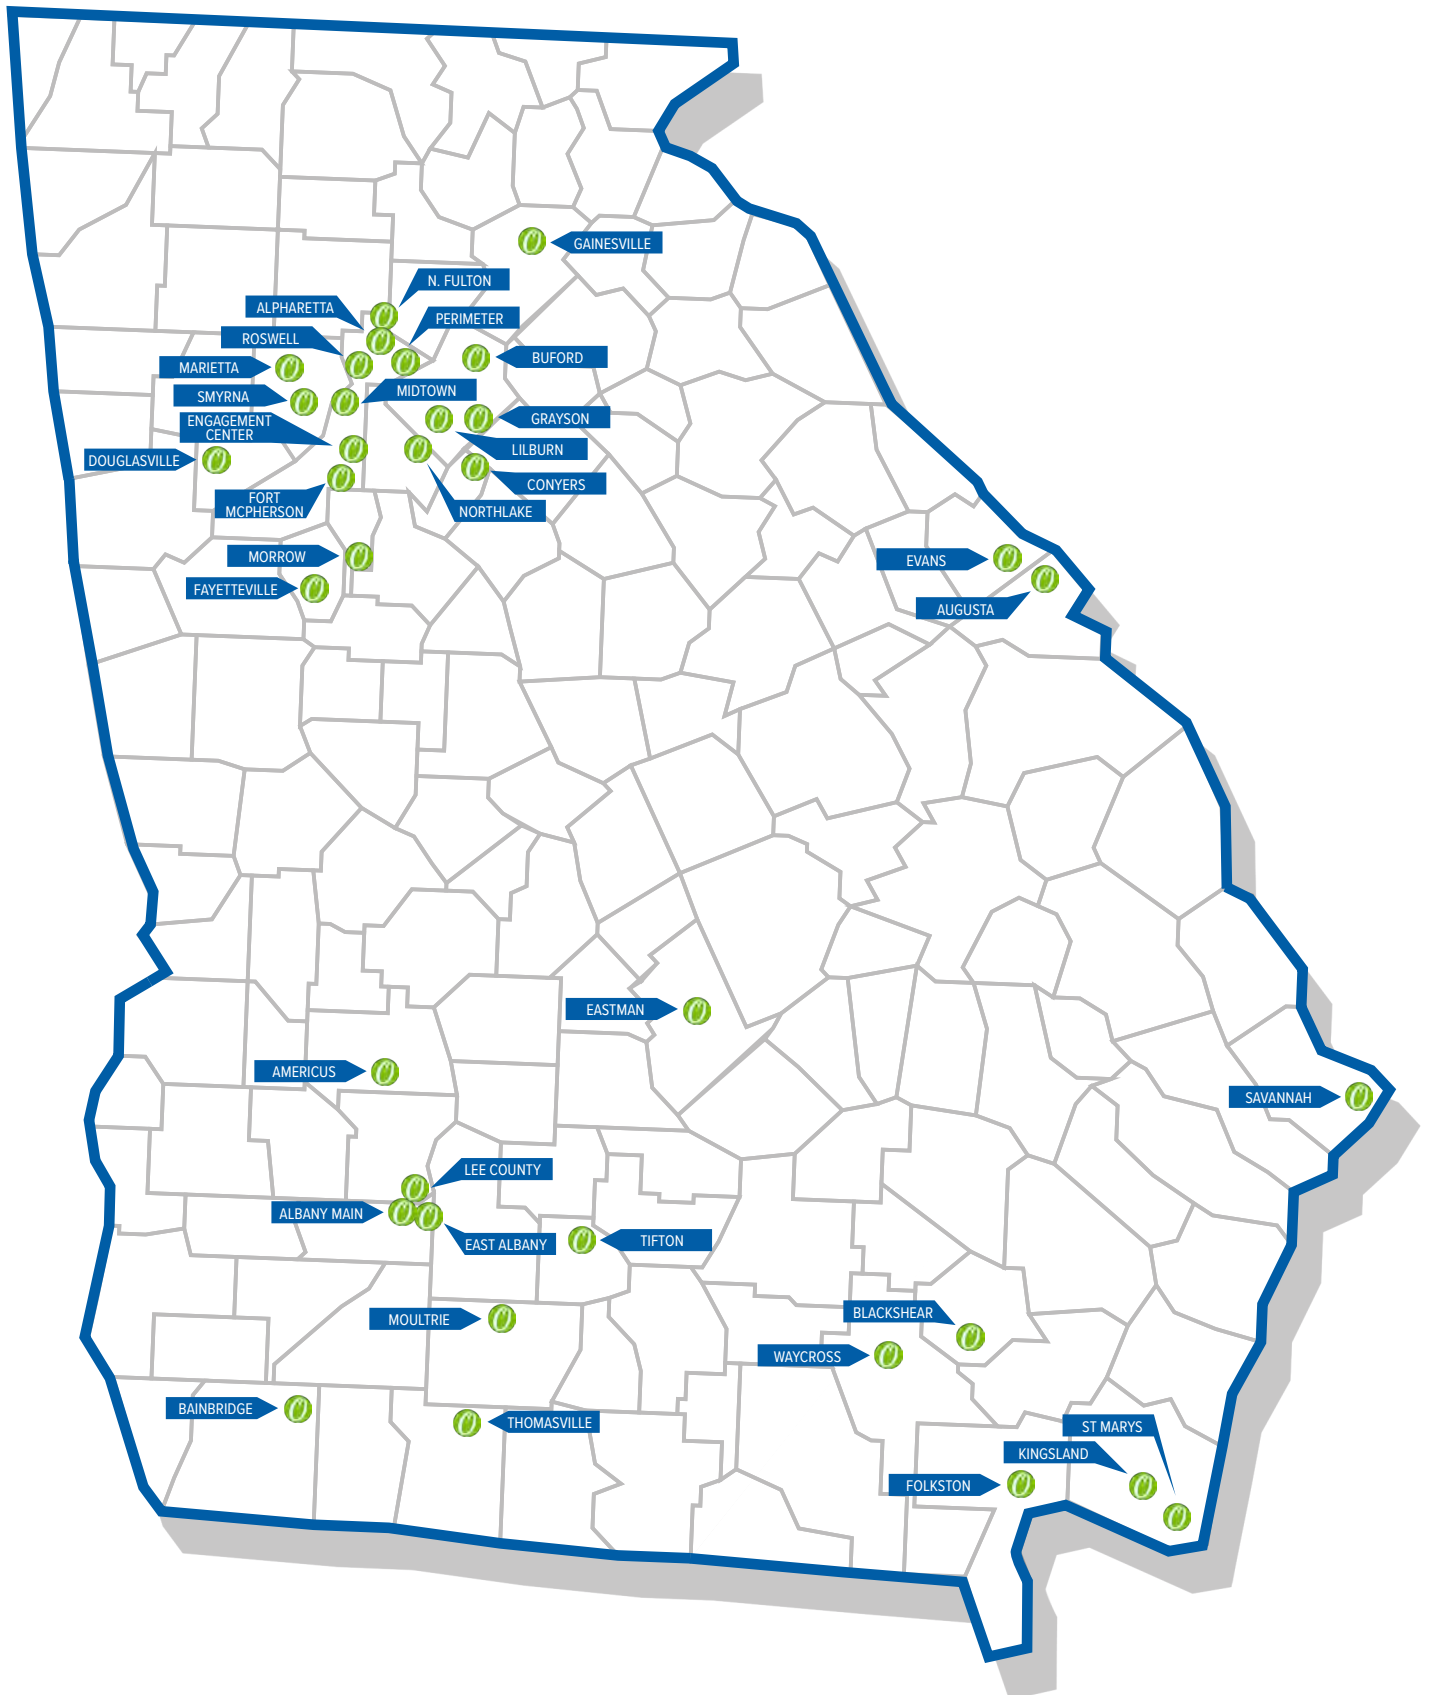 GAINESVILLE
N. FULTON
ALPHARETTA
PERIMETER
ROSWELL
BUFORD
MARIETTA
MIDTOWN
SMYRNA
GRAYSON
ENGAGEMENT
CENTER
LILBURN
DOUGLASVILLE
CONYERS
FORT
MCPHERSON
NORTHLAKE
MORROW
EVANS
FAYETTEVILLE
AUGUSTA
EASTMAN
AMERICUS
SAVANNAH
LEE COUNTY
ALBANY MAIN
EAST ALBANY
TIFTON
BLACKSHEAR
MOULTRIE
WAYCROSS
BAINBRIDGE
THOMASVILLE
ST MARYS
KINGSLAND
FOLKSTON